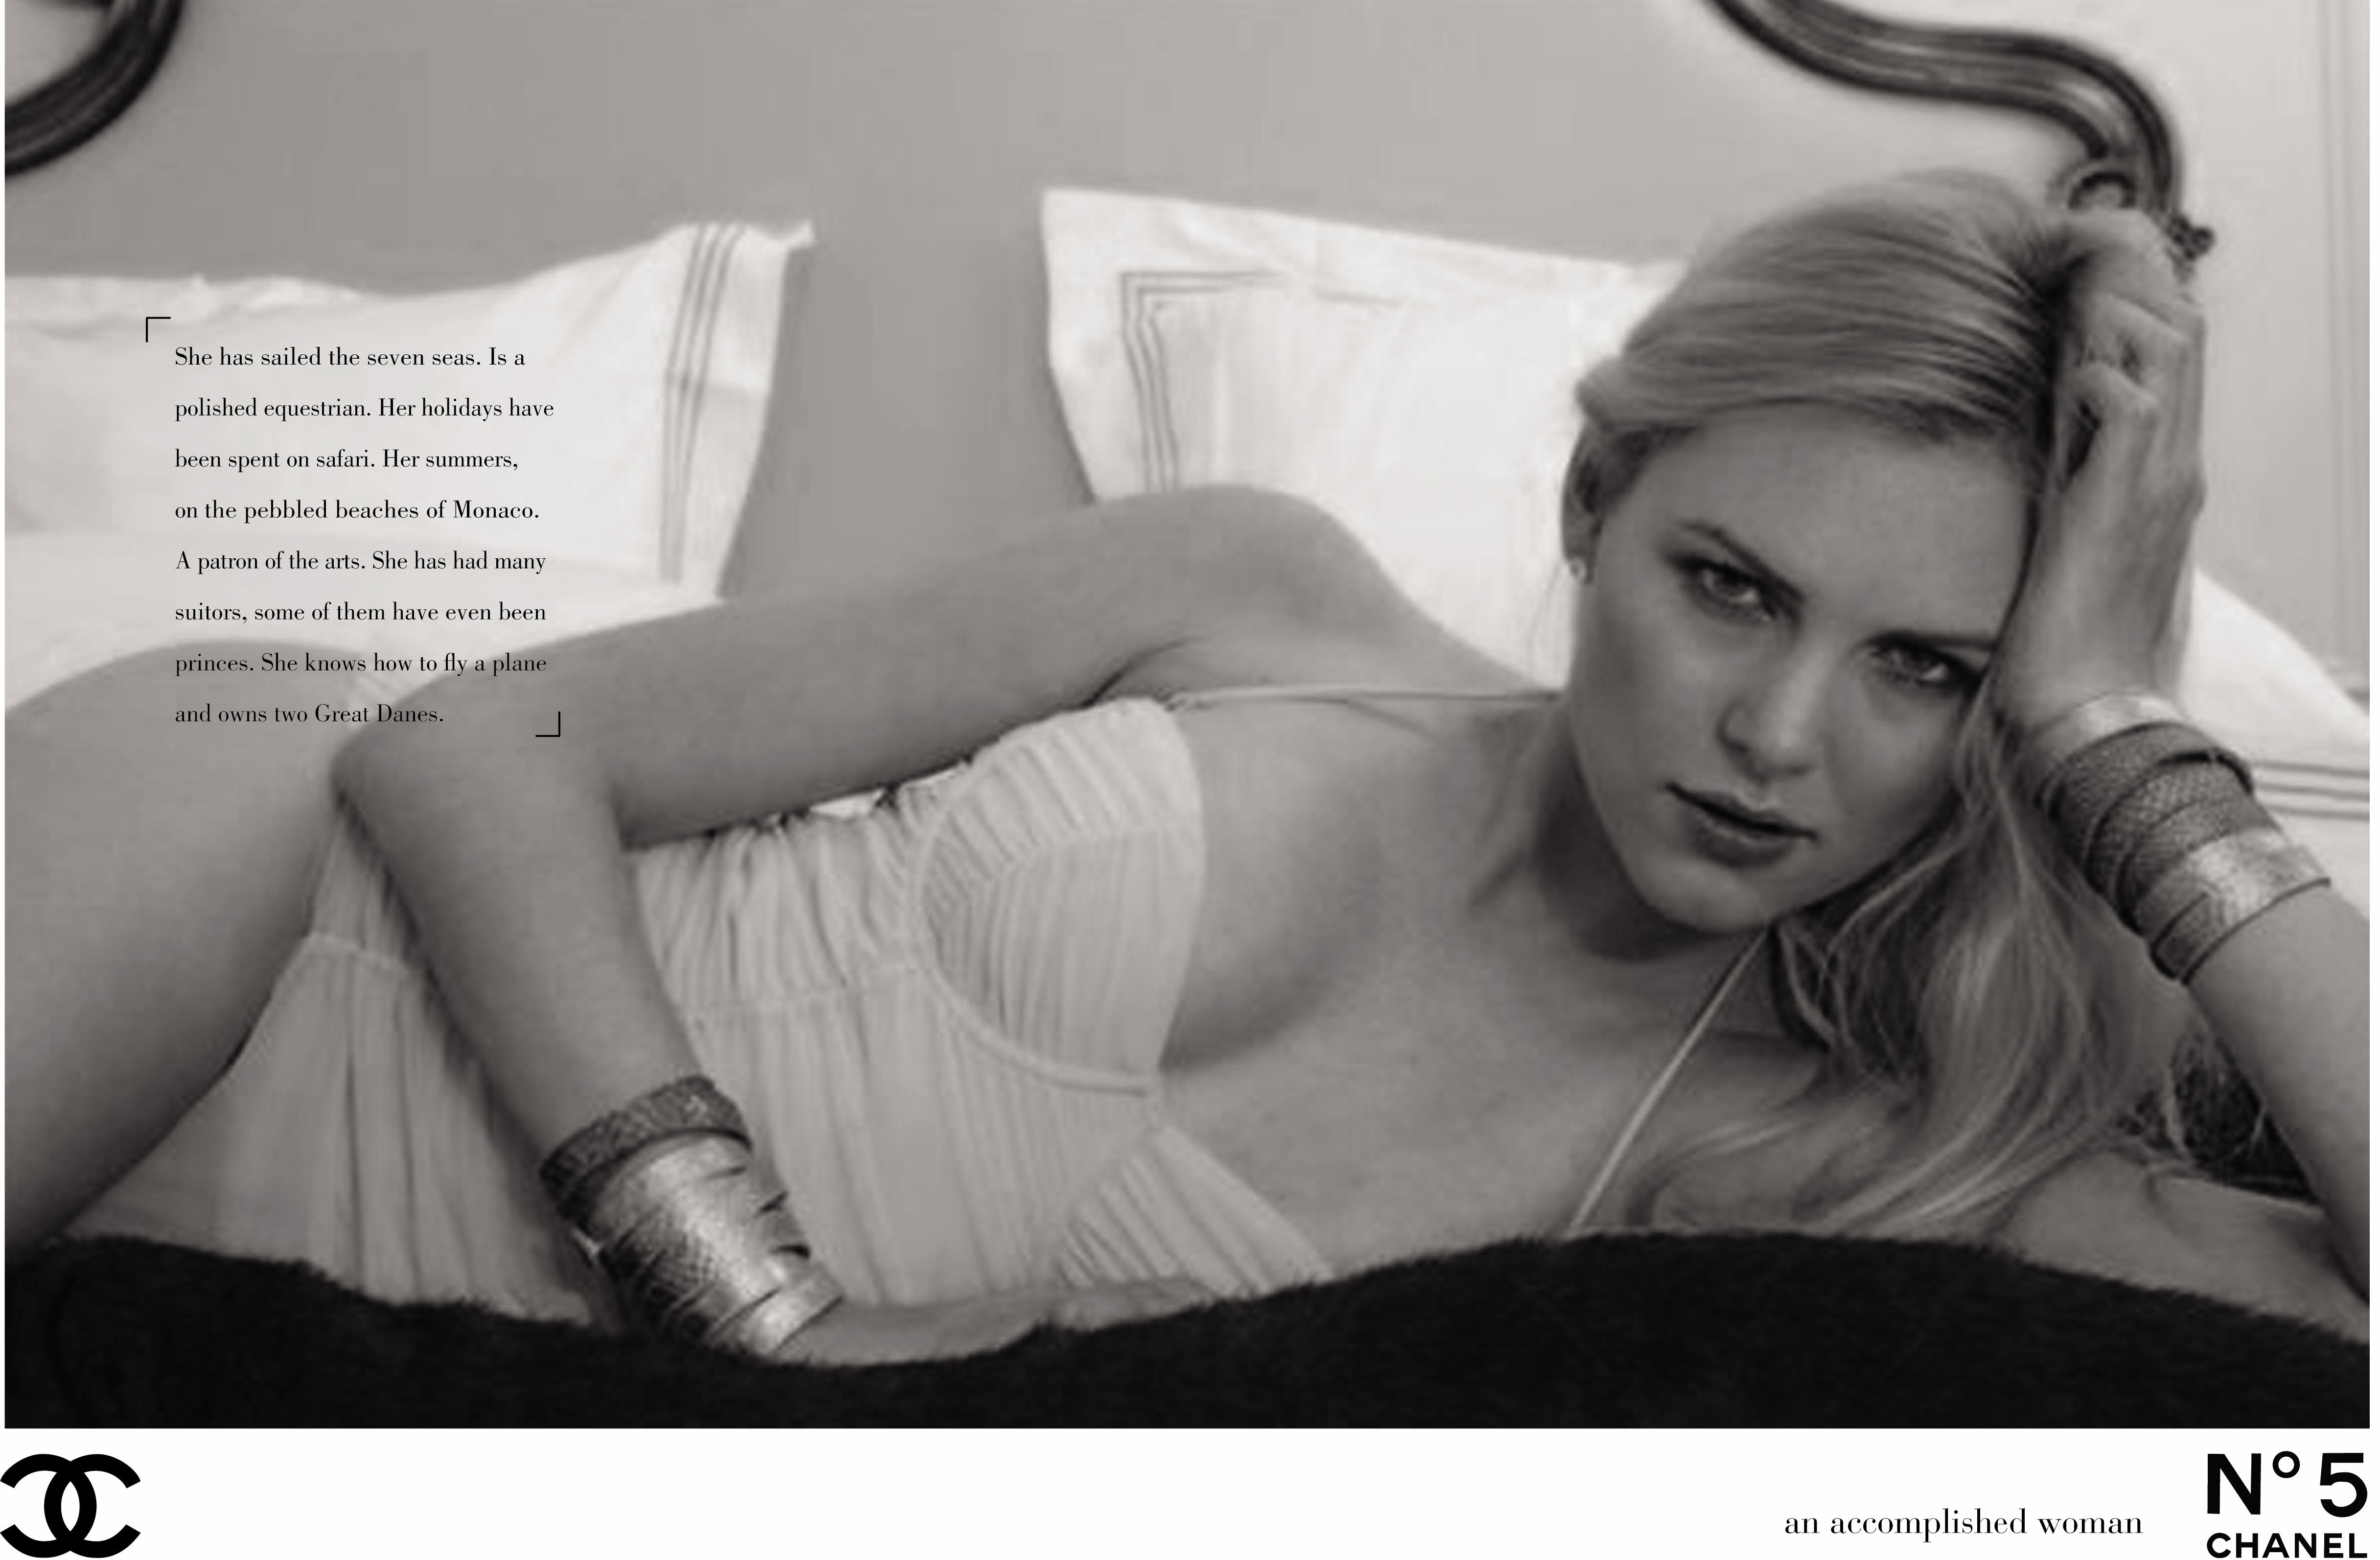 She has sailed the seven seas. Is a
polished equestrian. Her holidays have
been spent on safari. Her summers,
on the pebbled beaches of Monaco.
A patron of the arts. She has had many
suitors, some of them have even been
princes. She knows how to fly a plane
and owns two Great Danes.
an accomplished woman
N° 5
CHANEL